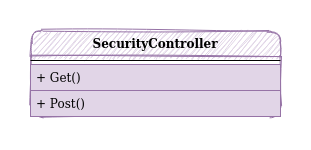 SecurityController
+ Get()
+ Post()